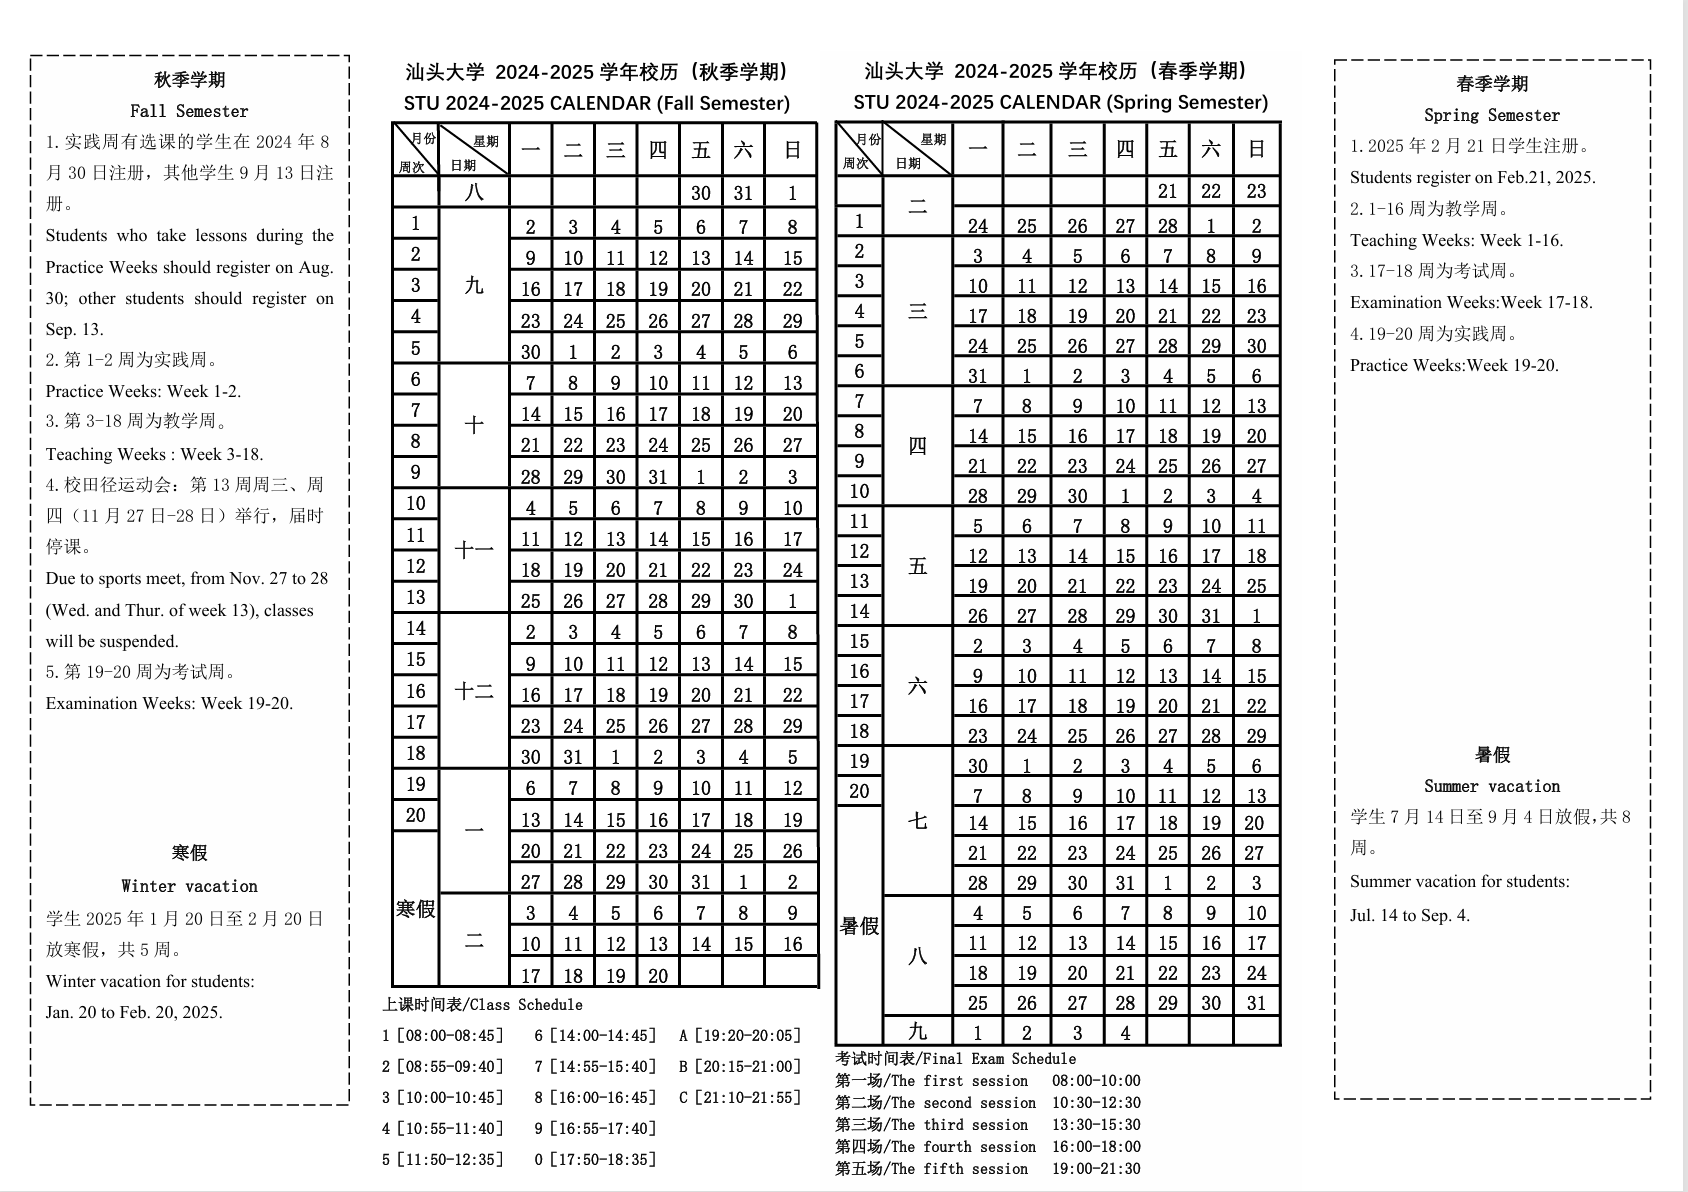 秋季学期
Fall Semester
1. 实践周有选课的学生在 2024 年 8
月 30 日注册，其他学生 9 月 13 日注
册。
Students who take lessons during the
Practice Weeks should register on Aug.
30; other students should register on
Sep. 13.
2. 第 1-2 周为实践周。
Practice Weeks: Week 1-2.
3. 第 3-18 周为教学周。
Teaching Weeks : Week 3-18.
4. 校田径运动会：第 13 周周三、周
四（11 月 27 日-28 日）举行，届时
停课。
Due to sports meet, from Nov. 27 to 28
(Wed. and Thur. of week 13), classes
will be suspended.
5. 第 19-20 周为考试周。
Examination Weeks: Week 19-20.
寒假
Winter vacation
学生 2025 年 1 月 20 日至 2 月 20 日
放寒假，共 5 周。
Winter vacation for students:
Jan. 20 to Feb. 20, 2025.
汕头大学 2024-2025 学年校历（秋季学期）
STU 2024-2025 CALENDAR (Fall Semester)
月份 周次 星期 日期 一 二 三 四 五 六 日
八 30 31 1
1 九 2 3 4 5 6 7 8
2 9 10 11 12 13 14 15
3 16 17 18 19 20 21 22
4 23 24 25 26 27 28 29
5 30 1 2 3 4 5 6
6 十 7 8 9 10 11 12 13
7 14 15 16 17 18 19 20
8 21 22 23 24 25 26 27
9 28 29 30 31 1 2 3
10 十一 4 5 6 7 8 9 10
11 11 12 13 14 15 16 17
12 18 19 20 21 22 23 24
13 25 26 27 28 29 30 1
14 十二 2 3 4 5 6 7 8
15 9 10 11 12 13 14 15
16 16 17 18 19 20 21 22
17 23 24 25 26 27 28 29
18 30 31 1 2 3 4 5
19 一 6 7 8 9 10 11 12
20 13 14 15 16 17 18 19
寒假 20 21 22 23 24 25 26
27 28 29 30 31 1 2
二 3 4 5 6 7 8 9
10 11 12 13 14 15 16
17 18 19 20
上课时间表/Class Schedule
1［08:00-08:45］ 6［14:00-14:45］ A［19:20-20:05］
2［08:55-09:40］ 7［14:55-15:40］ B［20:15-21:00］
3［10:00-10:45］ 8［16:00-16:45］ C［21:10-21:55］
4［10:55-11:40］ 9［16:55-17:40］
5［11:50-12:35］ 0［17:50-18:35］
汕头大学 2024-2025 学年校历（春季学期）
STU 2024-2025 CALENDAR (Spring Semester)
月份 周次 星期 日期 一 二 三 四 五 六 日
二 21 22 23
1 24 25 26 27 28 1 2
2 三 3 4 5 6 7 8 9
3 10 11 12 13 14 15 16
4 17 18 19 20 21 22 23
5 24 25 26 27 28 29 30
6 31 1 2 3 4 5 6
7 四 7 8 9 10 11 12 13
8 14 15 16 17 18 19 20
9 21 22 23 24 25 26 27
10 28 29 30 1 2 3 4
11 五 5 6 7 8 9 10 11
12 12 13 14 15 16 17 18
13 19 20 21 22 23 24 25
14 26 27 28 29 30 31 1
15 六 2 3 4 5 6 7 8
16 9 10 11 12 13 14 15
17 16 17 18 19 20 21 22
18 23 24 25 26 27 28 29
19 七 30 1 2 3 4 5 6
20 7 8 9 10 11 12 13
暑假 14 15 16 17 18 19 20
21 22 23 24 25 26 27
28 29 30 31 1 2 3
八 4 5 6 7 8 9 10
11 12 13 14 15 16 17
18 19 20 21 22 23 24
25 26 27 28 29 30 31
九 1 2 3 4
考试时间表/Final Exam Schedule
第一场/The first session 08:00-10:00
第二场/The second session 10:30-12:30
第三场/The third session 13:30-15:30
第四场/The fourth session 16:00-18:00
第五场/The fifth session 19:00-21:30
春季学期
Spring Semester
1. 2025 年 2 月 21 日学生注册。
Students register on Feb.21, 2025.
2. 1-16 周为教学周。
Teaching Weeks: Week 1-16.
3. 17-18 周为考试周。
Examination Weeks:Week 17-18.
4. 19-20 周为实践周。
Practice Weeks:Week 19-20.
暑假
Summer vacation
学生 7 月 14 日至 9 月 4 日放假,共 8
周。
Summer vacation for students:
Jul. 14 to Sep. 4.